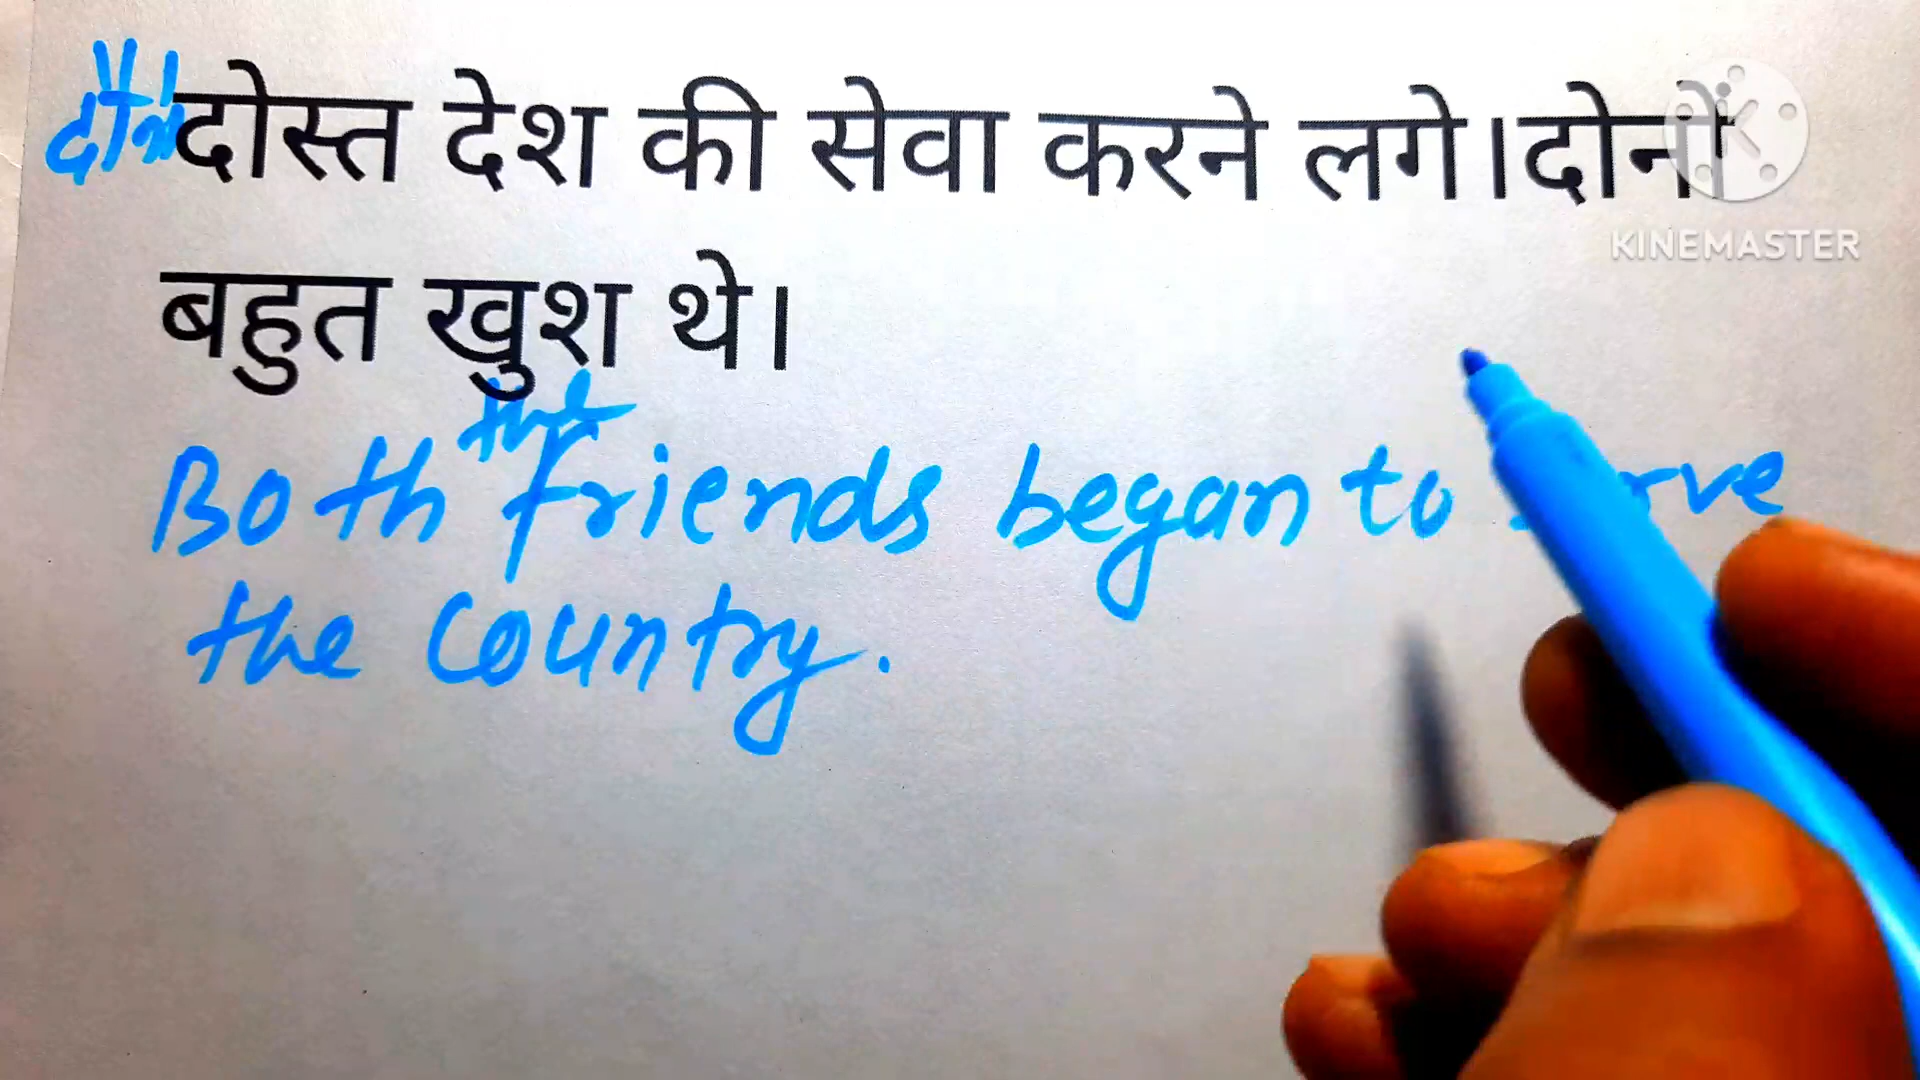 दोनों दोस्त देश की सेवा करने लगे।दोनों
KINEMASTER
बहुत खुश थे।
the
Both friends began to
the country.